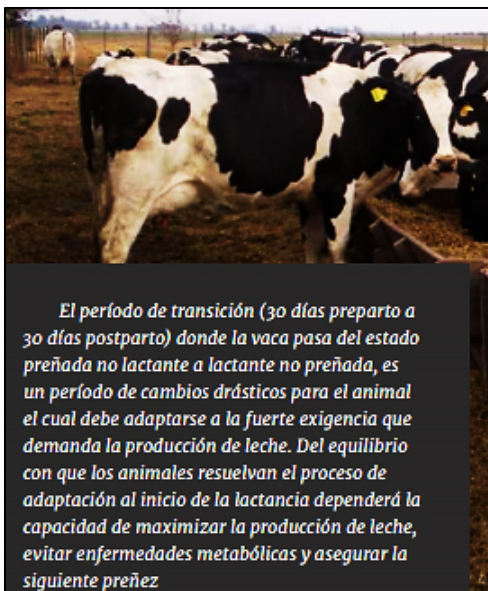 El período de transición (30 días preparto a
30 días postparto) donde la vaca pasa del estado
preñada no lactante a lactante no preñada, es
un período de cambios drásticos para el animal
el cual debe adaptarse a la fuerte exigencia que
demanda la producción de leche. Del equilibrio
con que los animales resuelvan el proceso de
adaptación al inicio de la lactancia dependerá la
capacidad de maximizar la producción de leche,
evitar enfermedades metabólicas y asegurar la
siguiente preñez